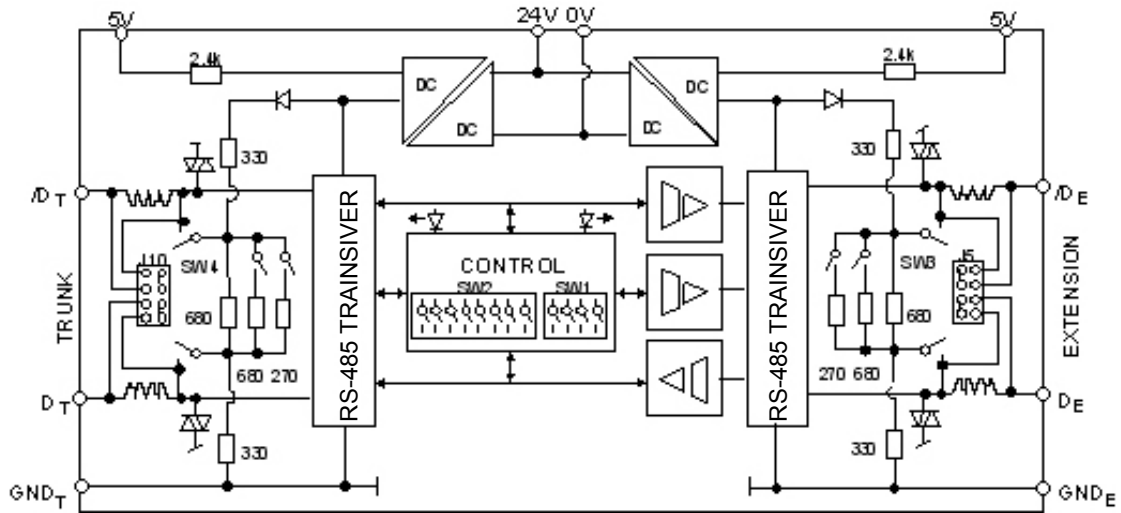 5V 24V 0V 5V
2.4k 2.4k
DC DC
DC DC
330 330
/D T /D E
J10 SW4 CONTROL SW3 J5
SW2 SW1
TRUNK
RS-485 TRAINSIVER
RS-485 TRAINSIVER
EXTENSION
680 680
680 270 270 680
D T D E
330 330
GND T GND E